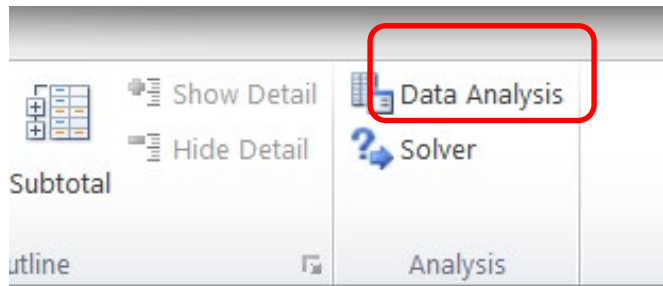 Show Detail
Data Analysis
Hide Detail
Solver
Subtotal
utline
Analysis